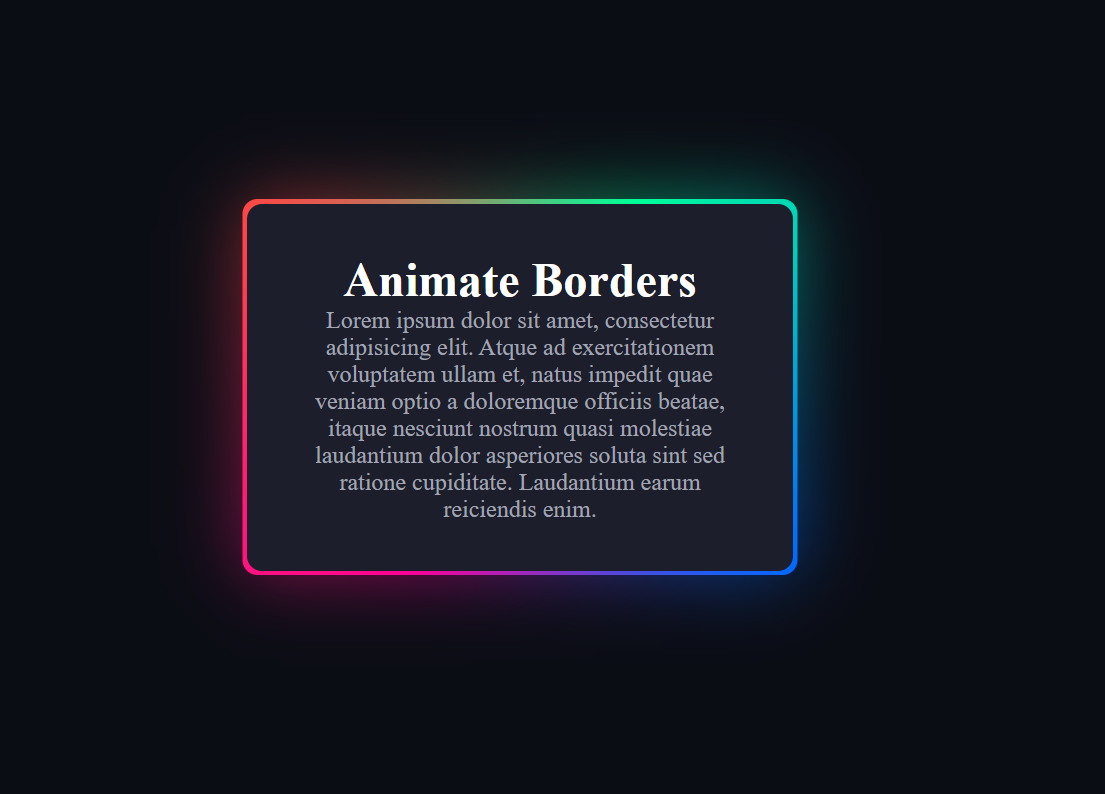 Animate Borders
Lorem ipsum dolor sit amet, consectetur
adipisicing elit. Atque ad exercitationem
voluptatem ullam et, natus impedit quae
veniam optio a doloremque officiis beatae,
itaque nesciunt nostrum quasi molestiae
laudantium dolor asperiores soluta sint sed
ratione cupiditate. Laudantium earum
reiciendis enim.